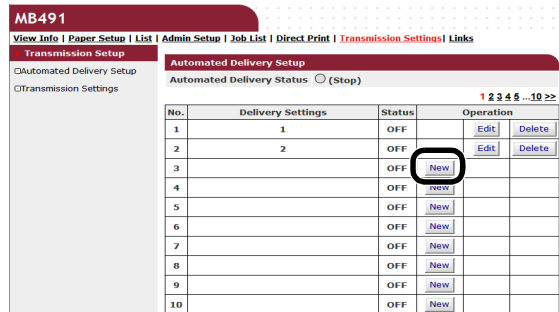 MB491
View Info | Paper Setup | List | Admin Setup | Job List | Direct Print | Transmission Settings| Links
Transmission Setup
Automated Delivery Setup
Transmission Settings
Automated Delivery Setup
Automated Delivery Status (Stop)
1 2 3 4 5 ...10 >>
No. Delivery Settings Status Operation
1 1 OFF Edit Delete
2 2 OFF Edit Delete
3 OFF New
4 OFF New
5 OFF New
6 OFF New
7 OFF New
8 OFF New
9 OFF New
10 OFF New